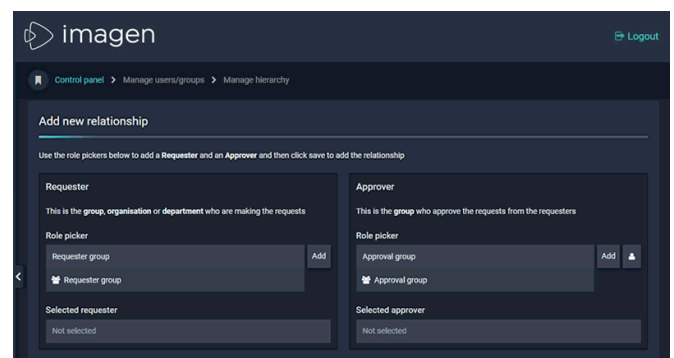 imagen
Logout
Control panel > Manage users/groups > Manage hierarchy
Add new relationship
Use the role pickers below to add a Requester and an Approver and then click save to add the relationship
Requester
This is the group, organisation or department who are making the requests
Role picker
Requester group Add
Requester group
Selected requester
Not selected
Approver
This is the group who approve the requests from the requesters
Role picker
Approval group Add
Approval group
Selected approver
Not selected